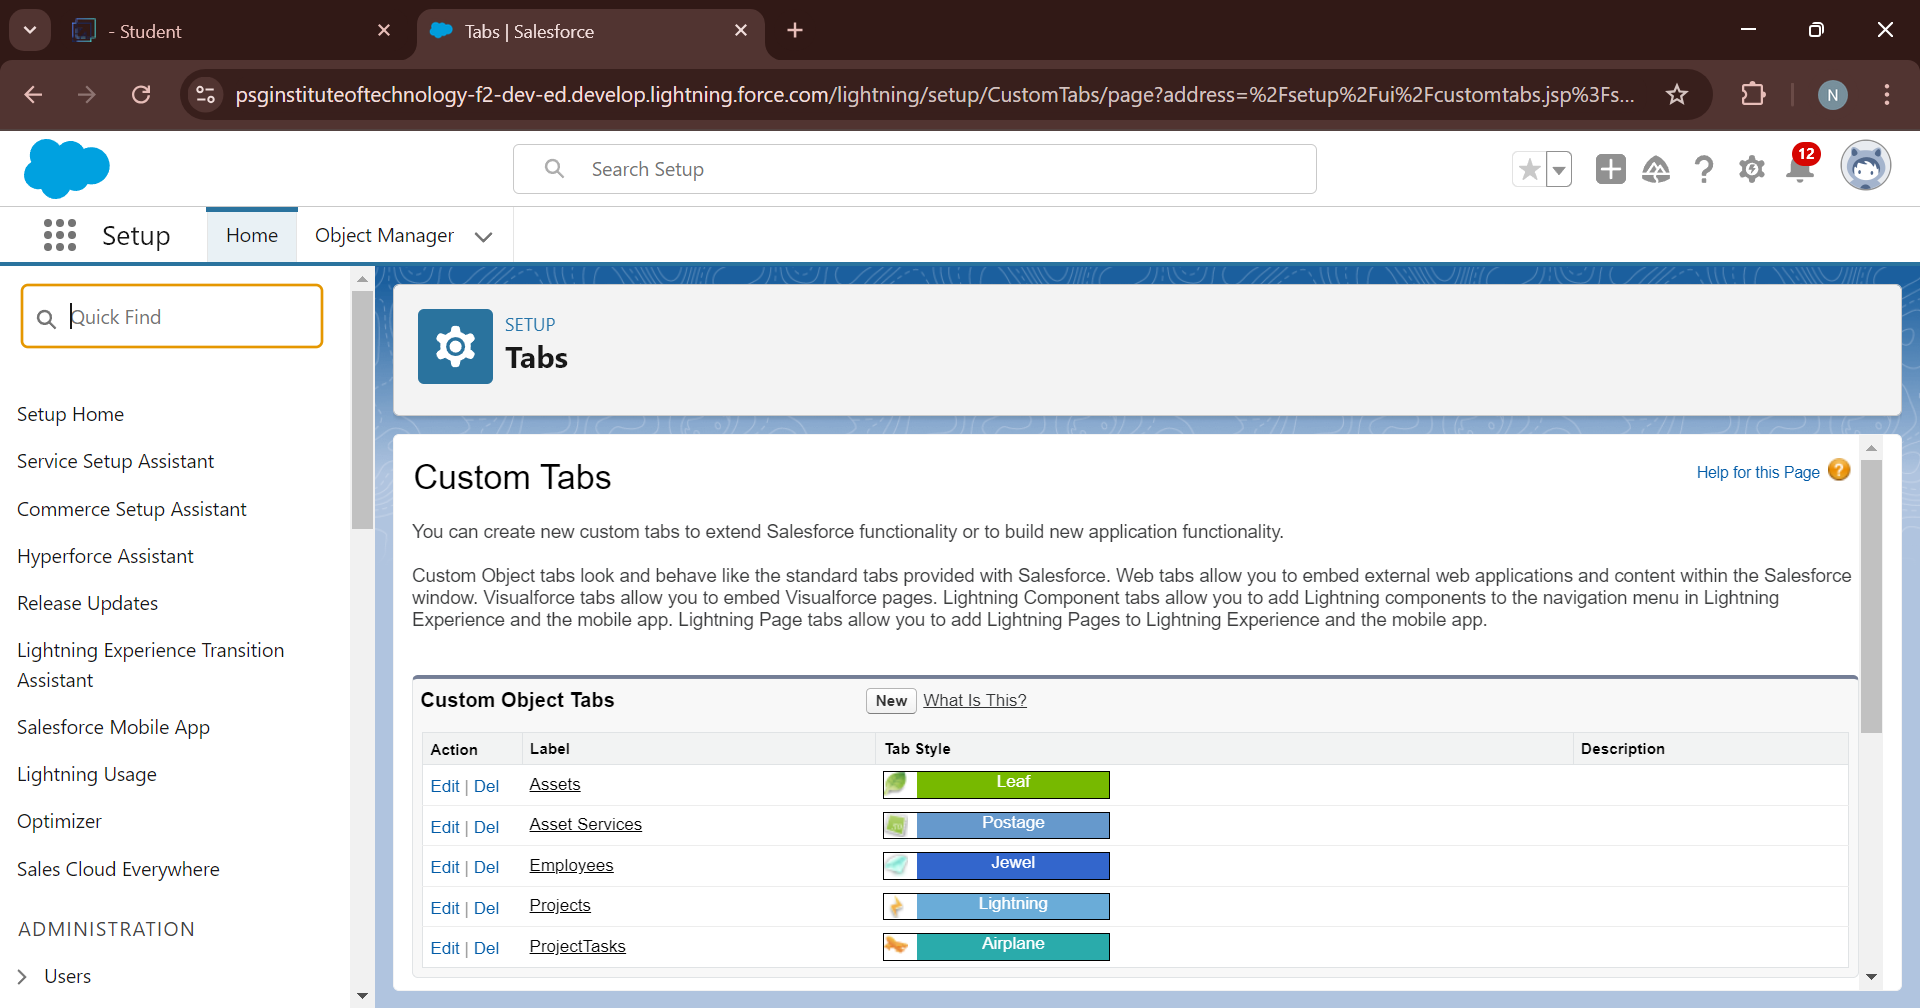 - Student
Tabs | Salesforce
psginstituteoftechnology-f2-dev-ed.develop.lightning.force.com/lightning/setup/CustomTabs/page?address=%2Fsetup%2Fui%2Fcustomtabs.jsp%3Fs...
N
Search Setup
12
Setup
Home
Object Manager
Quick Find
Setup Home
Service Setup Assistant
Commerce Setup Assistant
Hyperforce Assistant
Release Updates
Lightning Experience Transition
Assistant
Salesforce Mobile App
Lightning Usage
Optimizer
Sales Cloud Everywhere
ADMINISTRATION
Users
SETUP
Tabs
Custom Tabs
Help for this Page
You can create new custom tabs to extend Salesforce functionality or to build new application functionality.
Custom Object tabs look and behave like the standard tabs provided with Salesforce. Web tabs allow you to embed external web applications and content within the Salesforce
window. Visualforce tabs allow you to embed Visualforce pages. Lightning Component tabs allow you to add Lightning components to the navigation menu in Lightning
Experience and the mobile app. Lightning Page tabs allow you to add Lightning Pages to Lightning Experience and the mobile app.
Custom Object Tabs
New What Is This?
Action Label Tab Style Description
Edit | Del Assets Leaf
Edit | Del Asset Services Postage
Edit | Del Employees Jewel
Edit | Del Projects Lightning
Edit | Del ProjectTasks Airplane